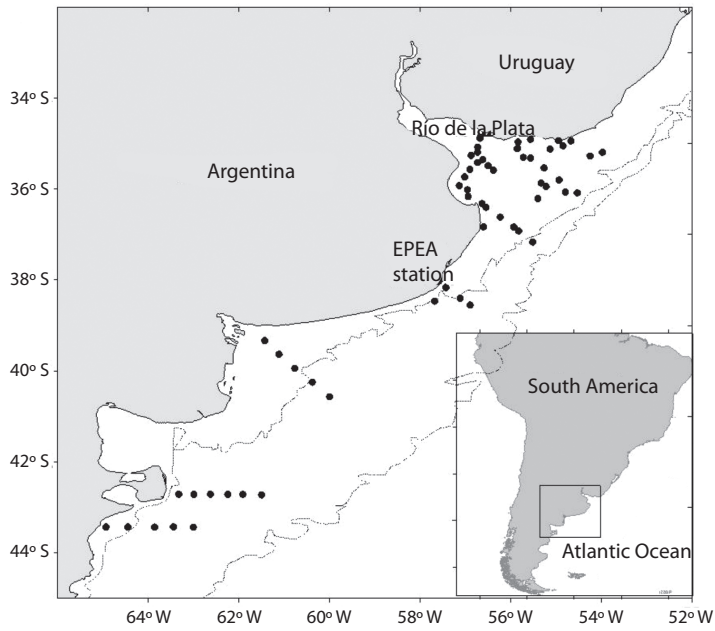 Uruguay
34º S
Río de la Plata
Argentina
36º S
EPEA
station
38º S
40º S
South America
42º S
44º S
Atlantic Ocean
64º W
62º W
60º W
58º W
56º W
54º W
52º W